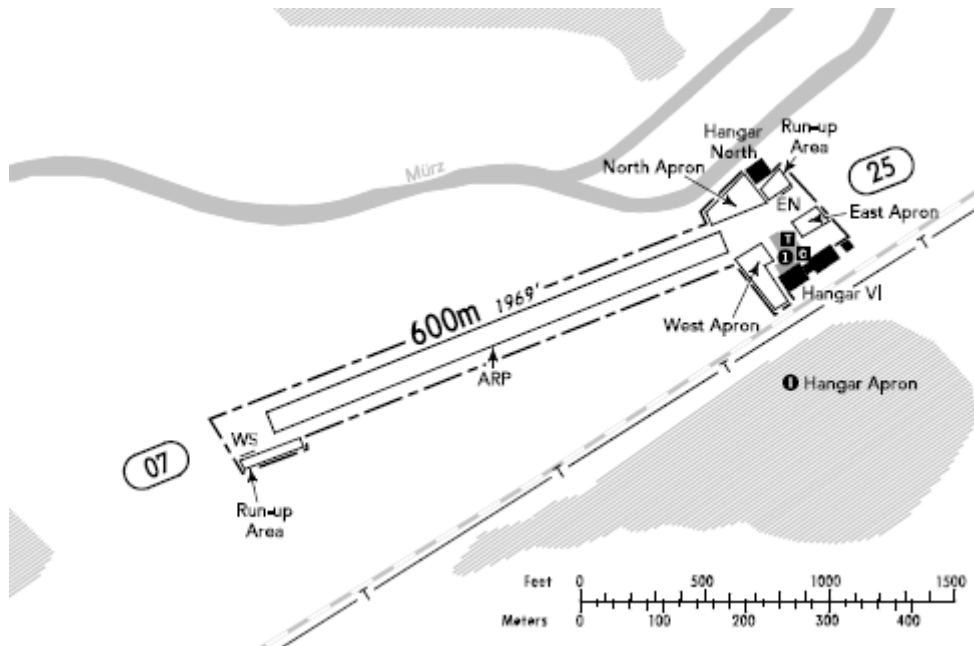 Mürz
Hangar
North
Run-up
Area
North Apron
25
EN
East Apron
T
C
1
Hangar VI
West Apron
600m 1969'
ARP
1 Hangar Apron
WS
07
Run-up
Area
T
T
T
T
Feet 0 500 1000 1500
Meters 0 100 200 300 400